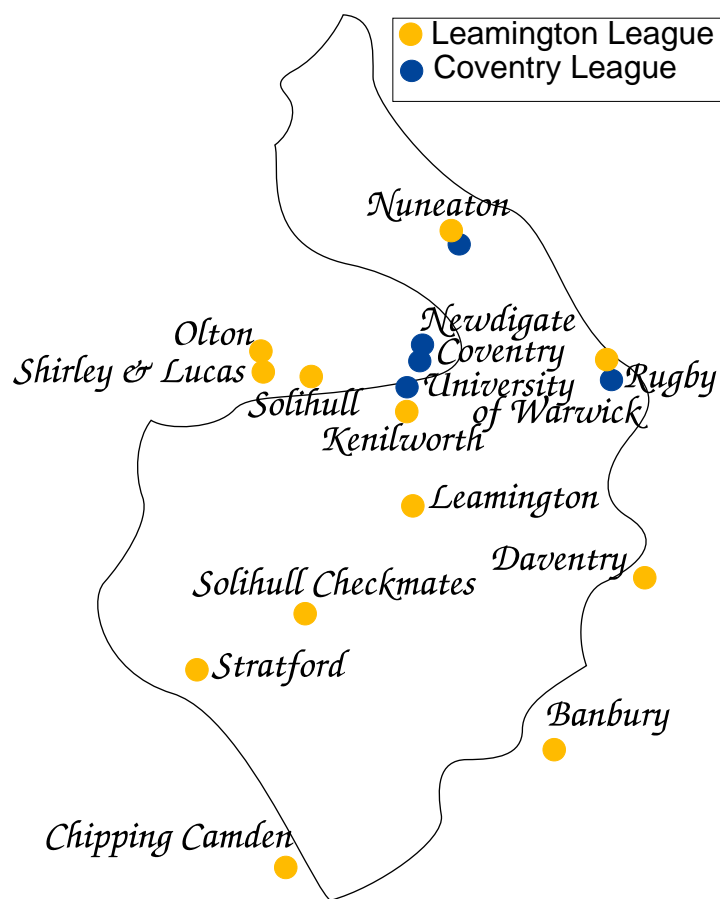 Leamington League
Coventry League
Nuneaton
Newdigate
Olton
Coventry
Shirley & Lucas
Rugby
University
of Warwick
Solihull
Kenilworth
Leamington
Daventry
Solihull Checkmates
Stratford
Banbury
Chipping Camden